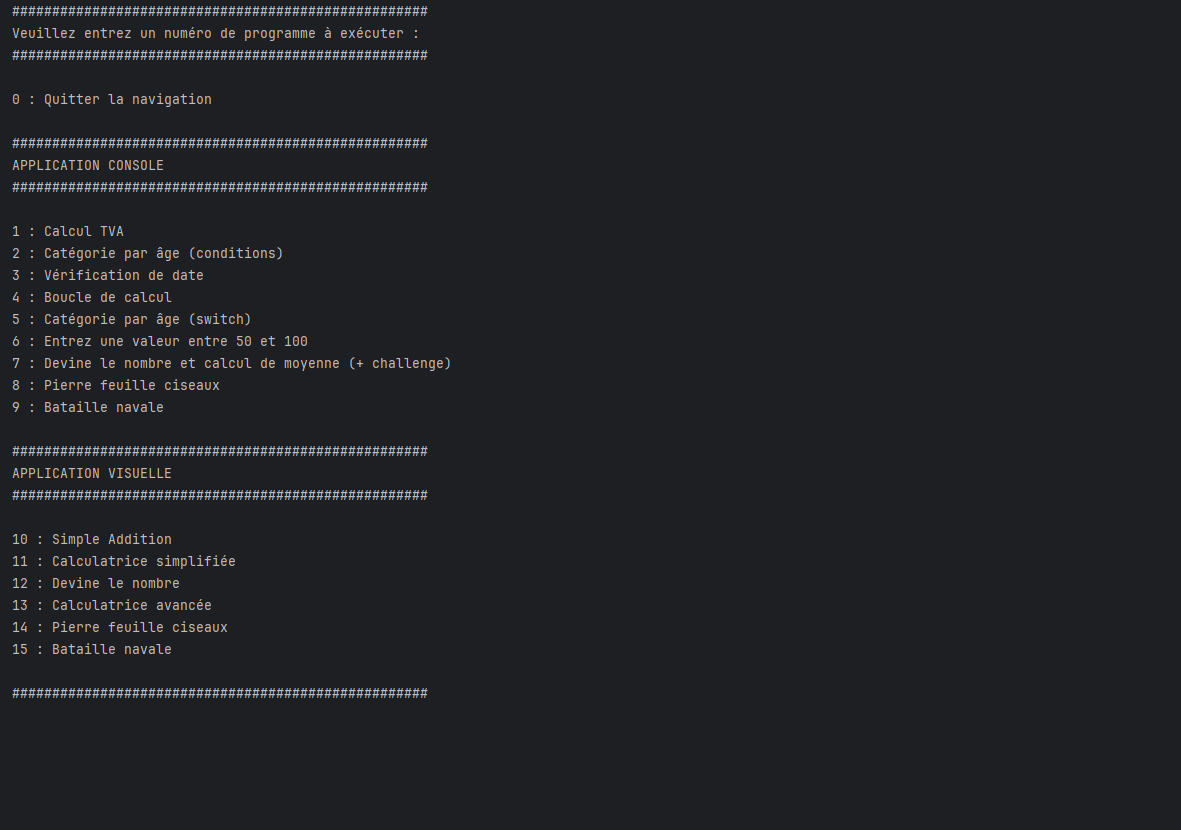 ####################################################
Veuillez entrez un numéro de programme à exécuter :
####################################################
0 : Quitter la navigation
####################################################
APPLICATION CONSOLE
####################################################
1 : Calcul TVA
2 : Catégorie par âge (conditions)
3 : Vérification de date
4 : Boucle de calcul
5 : Catégorie par âge (switch)
6 : Entrez une valeur entre 50 et 100
7 : Devine le nombre et calcul de moyenne (+ challenge)
8 : Pierre feuille ciseaux
9 : Bataille navale
####################################################
APPLICATION VISUELLE
####################################################
10 : Simple Addition
11 : Calculatrice simplifiée
12 : Devine le nombre
13 : Calculatrice avancée
14 : Pierre feuille ciseaux
15 : Bataille navale
####################################################